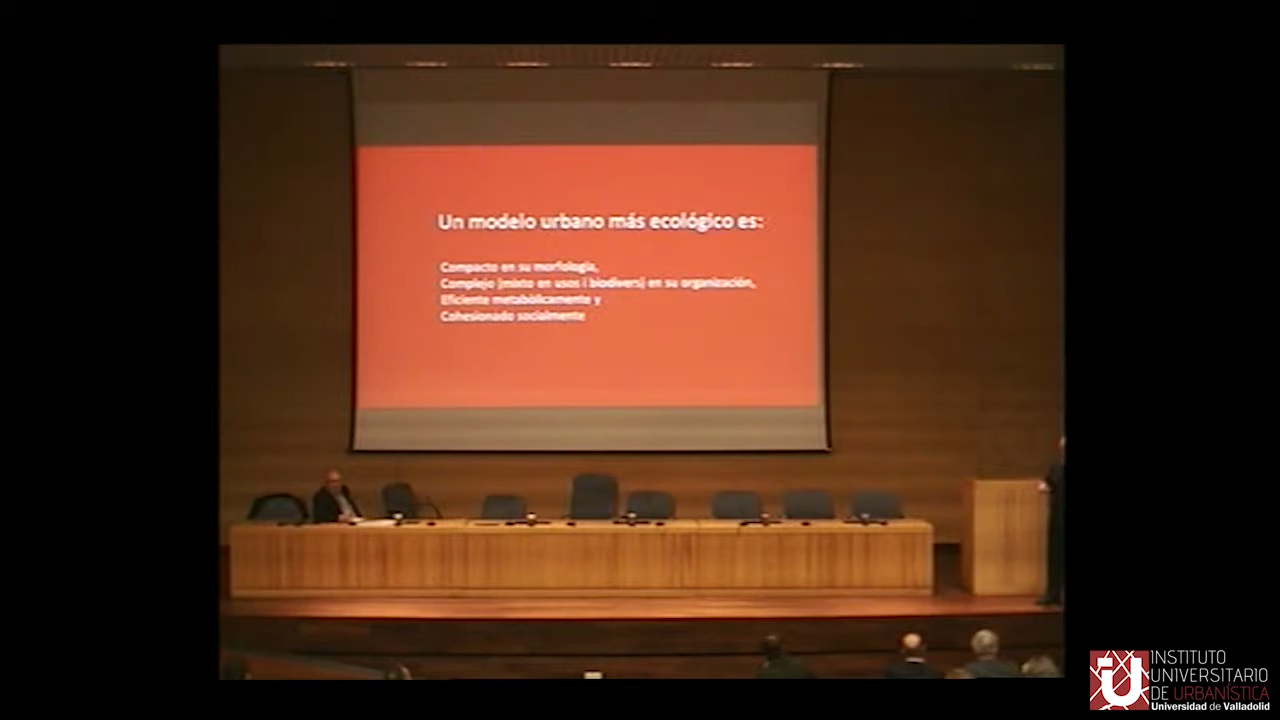 Un modelo urbano más ecológico es:
Compacto en su morfología,
Complejo (mixto en usos i biodivers) en su organización,
Eficiente metabòlicamente y
Cohesionado socialmente
INSTITUTO
UNIVERSITARIO
DE URBANÍSTICA
Universidad de Valladolid